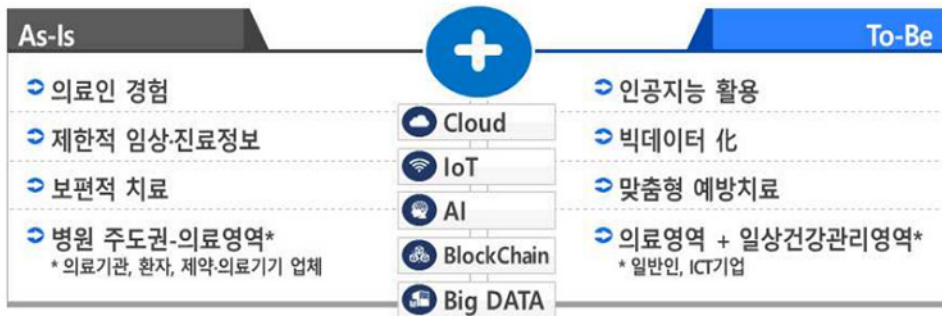 As-Is
의료인 경험
제한적 임상·진료정보
보편적 치료
병원 주도권-의료영역*
* 의료기관, 환자, 제약·의료기기 업체
Cloud
IoT
AI
BlockChain
Big DATA
To-Be
인공지능 활용
빅데이터 化
맞춤형 예방치료
의료영역 + 일상건강관리영역*
* 일반인, ICT기업